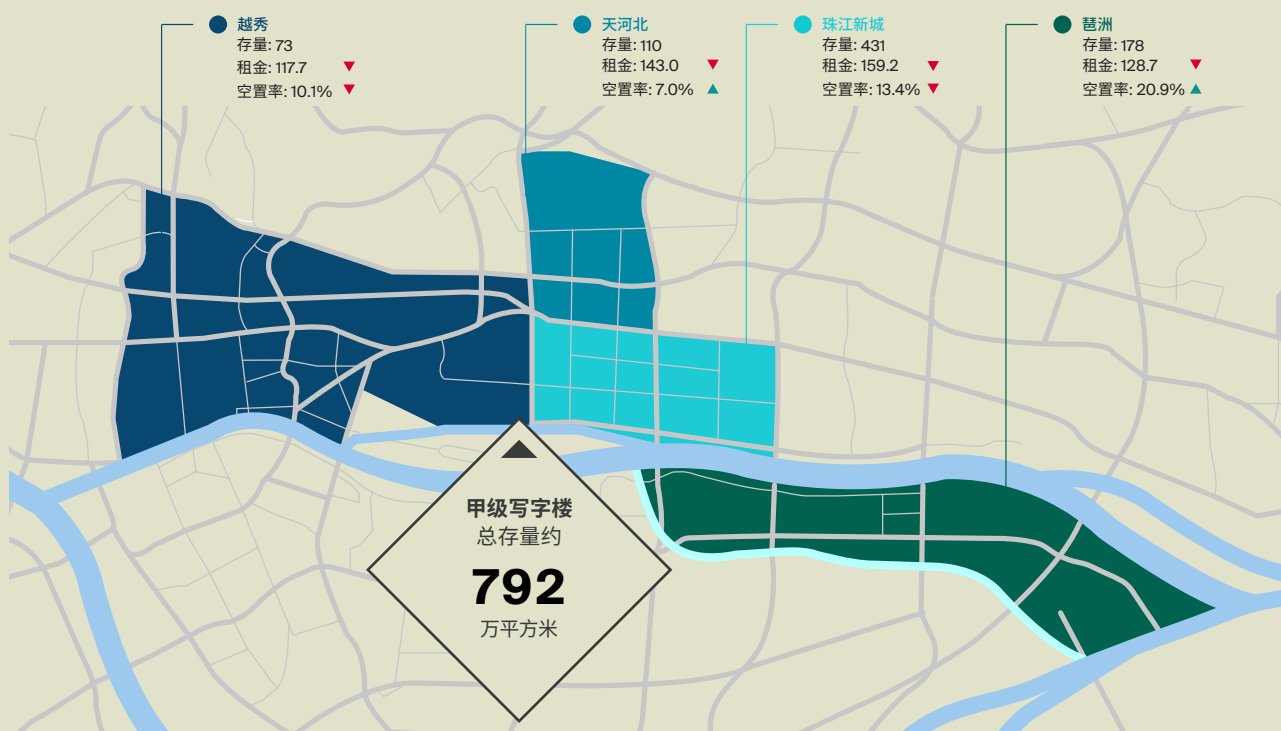 越秀
存量: 73
租金: 117.7
空置率: 10.1%
天河北
存量: 110
租金: 143.0
空置率: 7.0%
珠江新城
存量: 431
租金: 159.2
空置率: 13.4%
琶洲
存量: 178
租金: 128.7
空置率: 20.9%
甲级写字楼
总存量约
792
万平方米